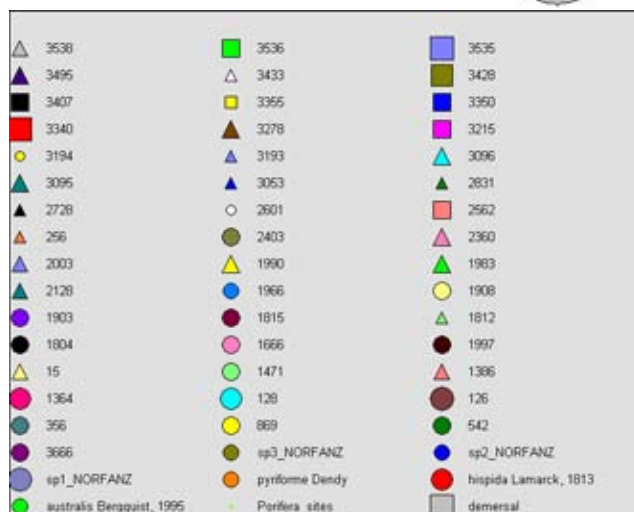 3538 3536 3535
3495 3433 3428
3407 3355 3350
3340 3278 3215
3194 3193 3096
3095 3053 2831
2728 2601 2562
256 2403 2360
2003 1990 1983
2128 1966 1908
1903 1815 1812
1804 1666 1997
15 1471 1386
1364 128 126
356 869 542
3666 sp3_NORFANZ sp2_NORFANZ
sp1_NORFANZ pyriforme Dendy hispida Lamarck, 1813
australis Bergquist, 1995 Porifera sites demersal